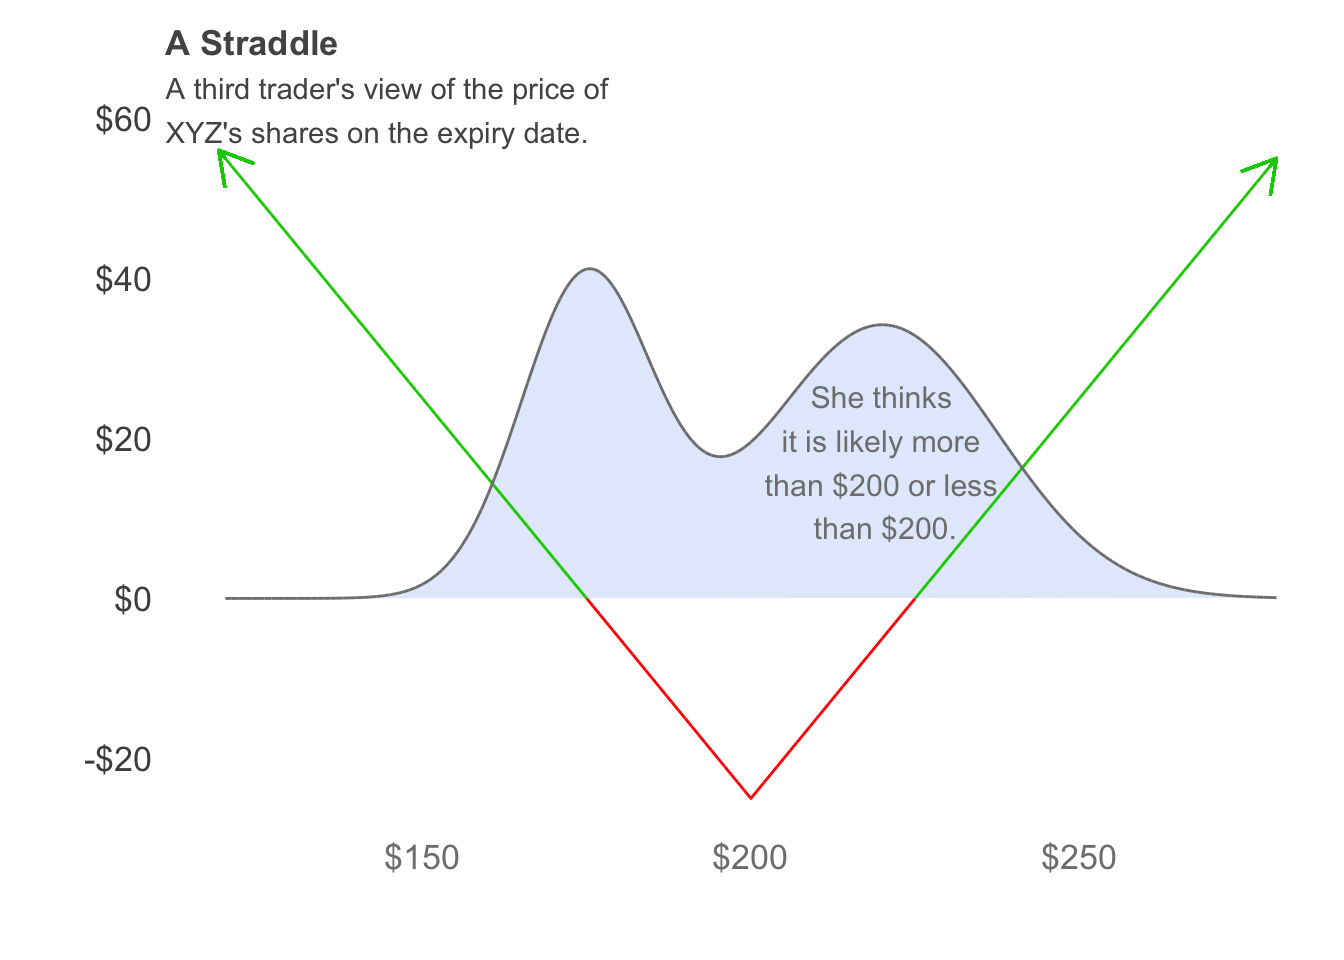 A Straddle
A third trader's view of the price of
XYZ's shares on the expiry date.
$60
$40
$20
$0
-$20
She thinks
it is likely more
than $200 or less
than $200.
$150
$200
$250